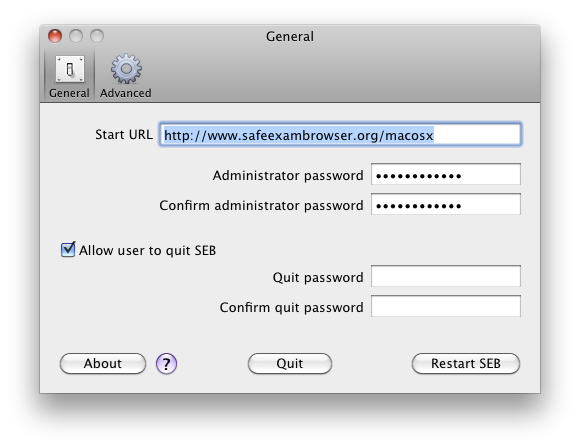 General
General Advanced
Start URL http://www.safeexambrowser.org/macosx
Administrator password ••••••••••••
Confirm administrator password ••••••••••••
Allow user to quit SEB
Quit password
Confirm quit password
About ? Quit Restart SEB